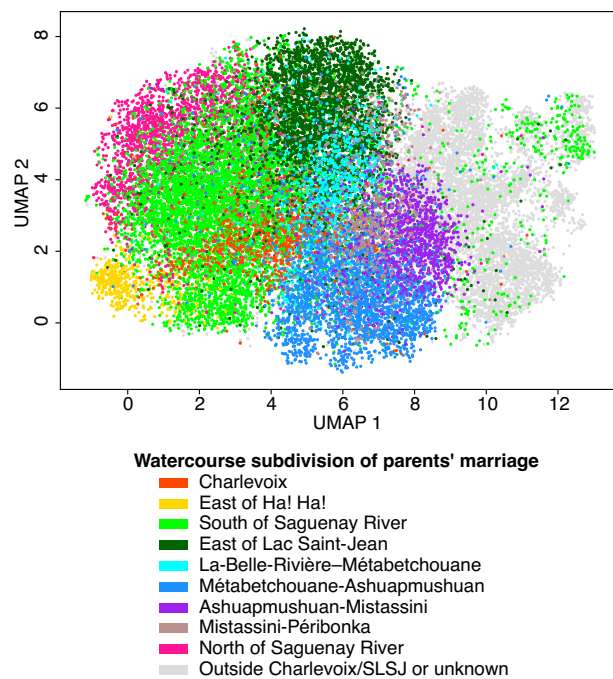 8
6
4
2
0
UMAP 2
0 2 4 6 8 10 12
UMAP 1
Watercourse subdivision of parents' marriage
Charlevoix
East of Ha! Ha!
South of Saguenay River
East of Lac Saint-Jean
La-Belle-Rivière–Métabetchouane
Métabetchouane-Ashuapmushuan
Ashuapmushuan-Mistassini
Mistassini-Péribonka
North of Saguenay River
Outside Charlevoix/SLSJ or unknown